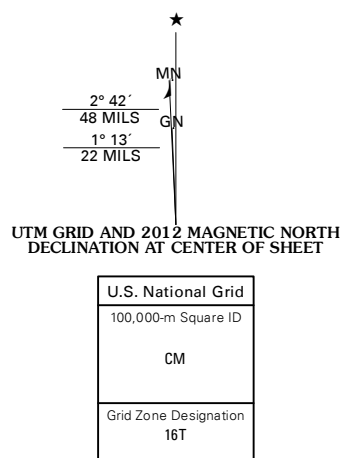 ★
MN
2° 42´
48 MILS
GN
1° 13´
22 MILS
UTM GRID AND 2012 MAGNETIC NORTH
DECLINATION AT CENTER OF SHEET
U.S. National Grid
100,000-m Square ID
CM
Grid Zone Designation
16T